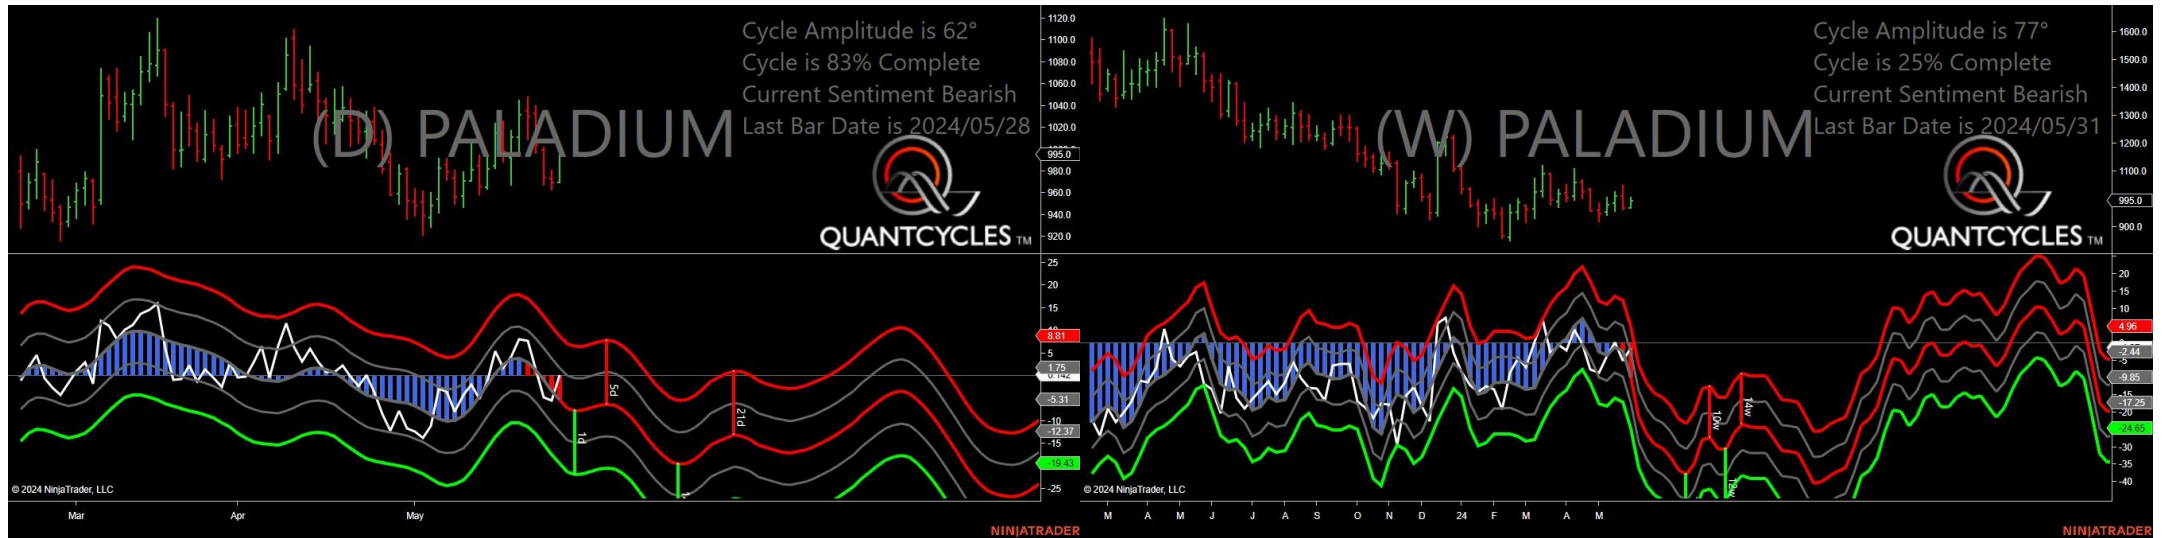 Cycle Amplitude is 62°
Cycle is 83% Complete
Current Sentiment Bearish
Last Bar Date is 2024/05/28
(D) PALADIUM
QUANTCYCLES TM
1120.0
1100.0
1080.0
1060.0
1040.0
1020.0
995.0
980.0
960.0
940.0
920.0
25
20
15
8.81
5
1.75
0.142
-5.31
-10
-12.37
-15
-19.43
-25
1d
5d
21d
© 2024 NinjaTrader, LLC
Mar Apr May
NINJATRADER
Cycle Amplitude is 77°
Cycle is 25% Complete
Current Sentiment Bearish
Last Bar Date is 2024/05/31
(W) PALADIUM
QUANTCYCLES TM
1600.0
1500.0
1400.0
1300.0
1200.0
1100.0
995.0
900.0
20
15
10
4.96
-2.44
-5
-9.85
-15
-17.25
-20
-24.65
-30
-35
-40
10w
14w
12w
© 2024 NinjaTrader, LLC
M A M J J A S O N D 24 F M A M
NINJATRADER